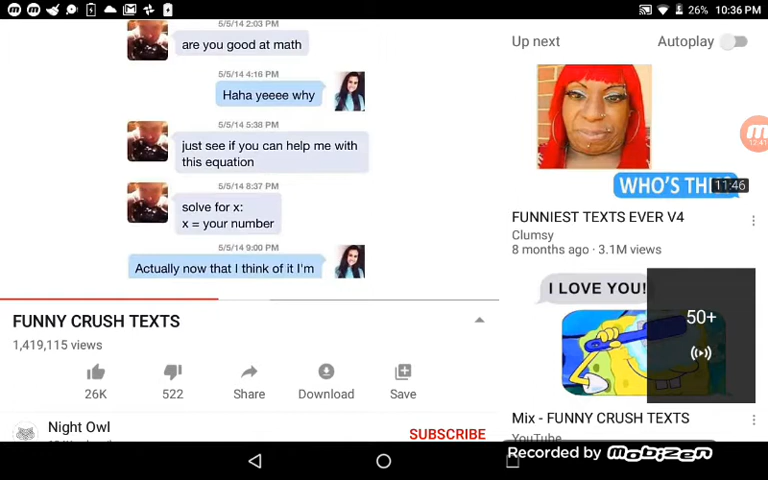 26% 10:36 PM
5/5/14 2:03 PM
are you good at math
5/5/14 4:16 PM
Haha yeeee why
5/5/14 5:38 PM
just see if you can help me with
this equation
5/5/14 8:37 PM
solve for x:
x = your number
5/5/14 9:00 PM
Actually now that I think of it I'm
FUNNY CRUSH TEXTS
1,419,115 views
26K
522
Share
Download
Save
Night Owl
SUBSCRIBE
Up next
Autoplay
12:41
WHO'S TH
11:46
FUNNIEST TEXTS EVER V4
Clumsy
8 months ago · 3.1M views
I LOVE YOU!
50+
Mix - FUNNY CRUSH TEXTS
YouTube
Recorded by mobizen